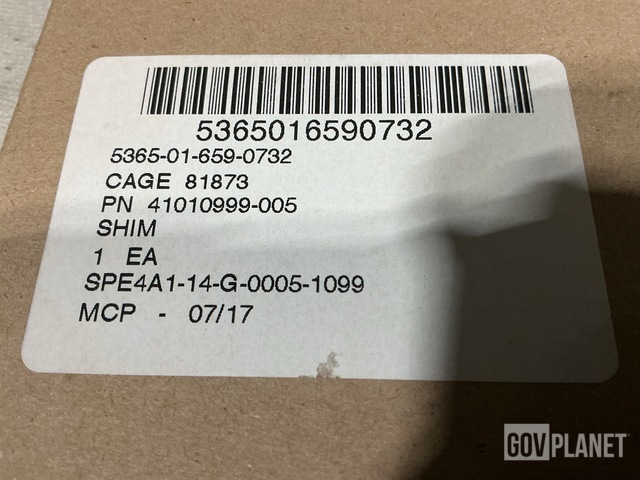 5365016590732
5365-01-659-0732
CAGE 81873
PN 41010999-005
SHIM
1 EA
SPE4A1-14-G-0005-1099
MCP - 07/17
GOVPLANET